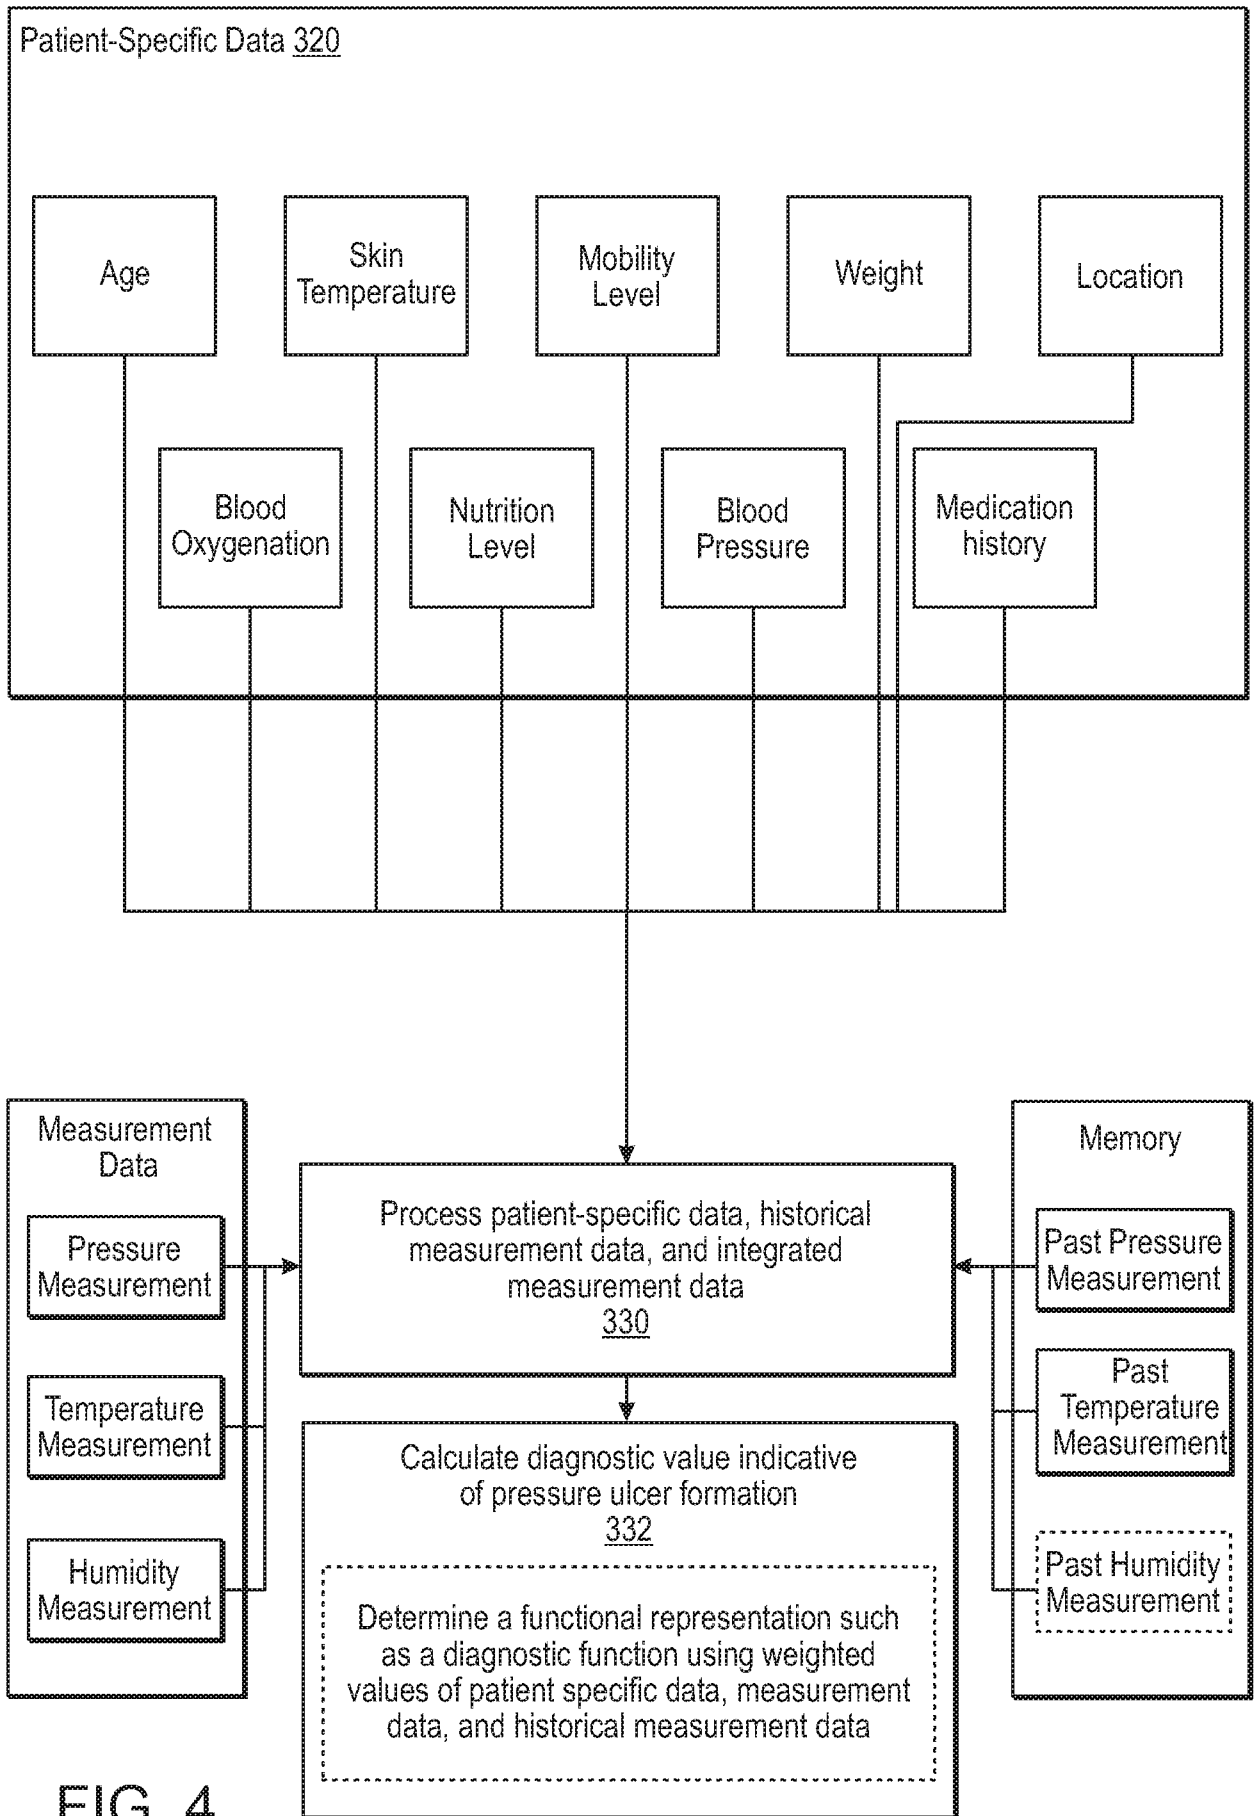 Patient-Specific Data 320
Age
Skin
Temperature
Mobility
Level
Weight
Location
Blood
Oxygenation
Nutrition
Level
Blood
Pressure
Medication
history
Measurement
Data
Pressure
Measurement
Temperature
Measurement
Humidity
Measurement
Process patient-specific data, historical
measurement data, and integrated
measurement data
330
Memory
Past Pressure
Measurement
Past
Temperature
Measurement
Past Humidity
Measurement
Calculate diagnostic value indicative
of pressure ulcer formation
332
Determine a functional representation such
as a diagnostic function using weighted
values of patient specific data, measurement
data, and historical measurement data
FIG. 4